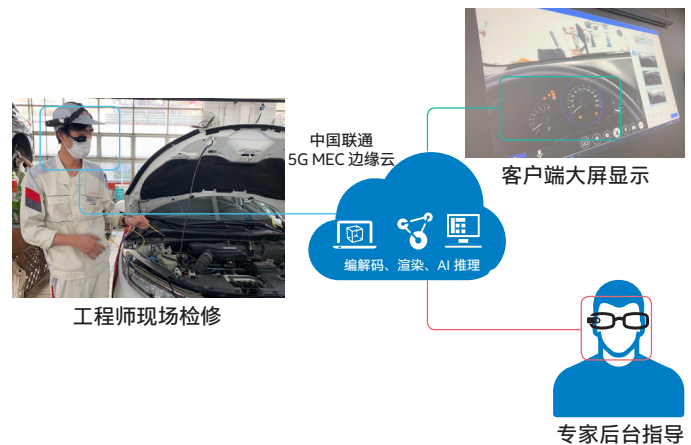 中国联通
5G MEC 边缘云
客户端大屏显示
编解码、渲染、AI 推理
工程师现场检修
专家后台指导